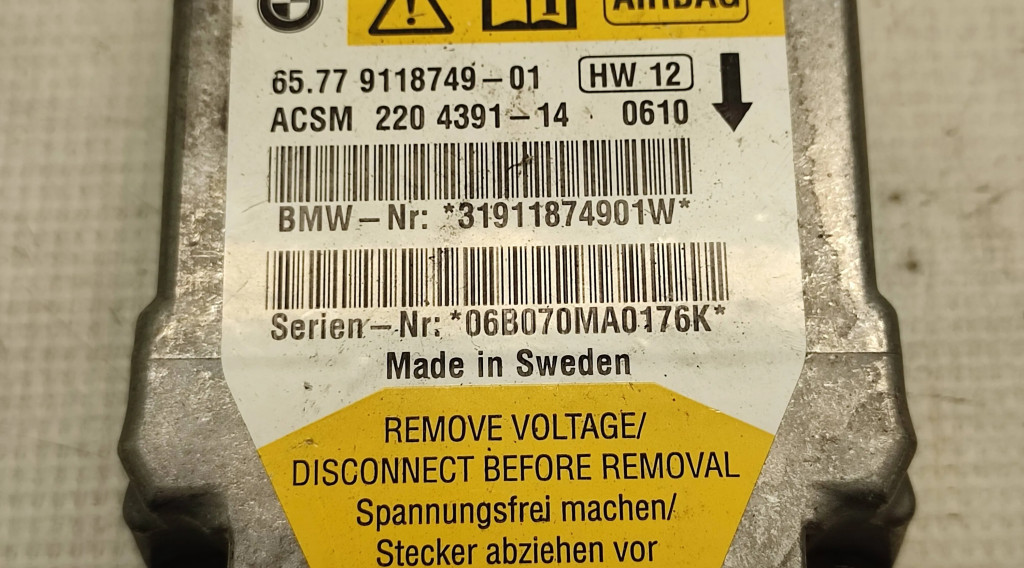 AIRBAG
65.77 9118749-01 HW 12
ACSM 220 4391-14 0610
BMW-Nr: *31911874901W*
Serien-Nr: *06B070MA0176K*
Made in Sweden
REMOVE VOLTAGE/
DISCONNECT BEFORE REMOVAL
Spannungsfrei machen/
Stecker abziehen vor